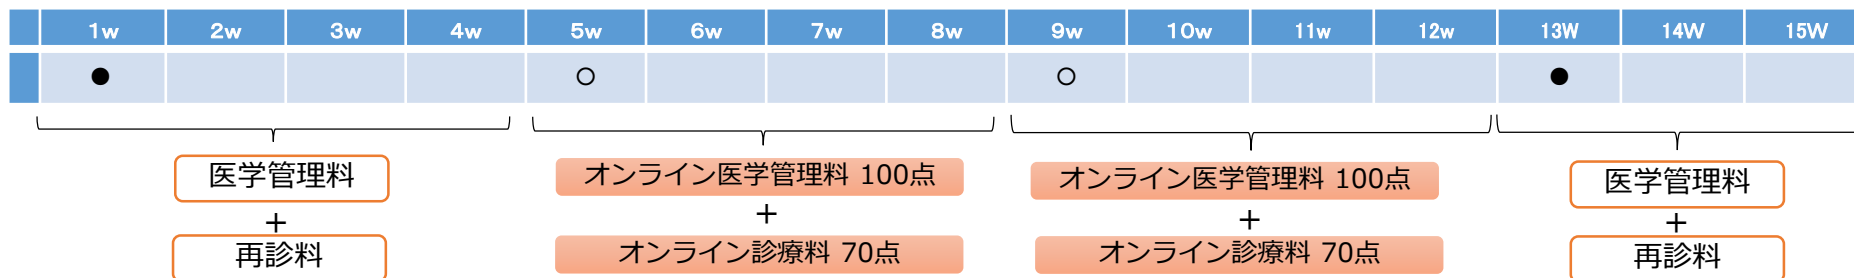 1w 2w 3w 4w 5w 6w 7w 8w 9w 10w 11w 12w 13W 14W 15W
● ○ ○ ●
医学管理料 オンライン医学管理料 100点 オンライン医学管理料 100点 医学管理料
+ + + +
再診料 オンライン診療料 70点 オンライン診療料 70点 再診料